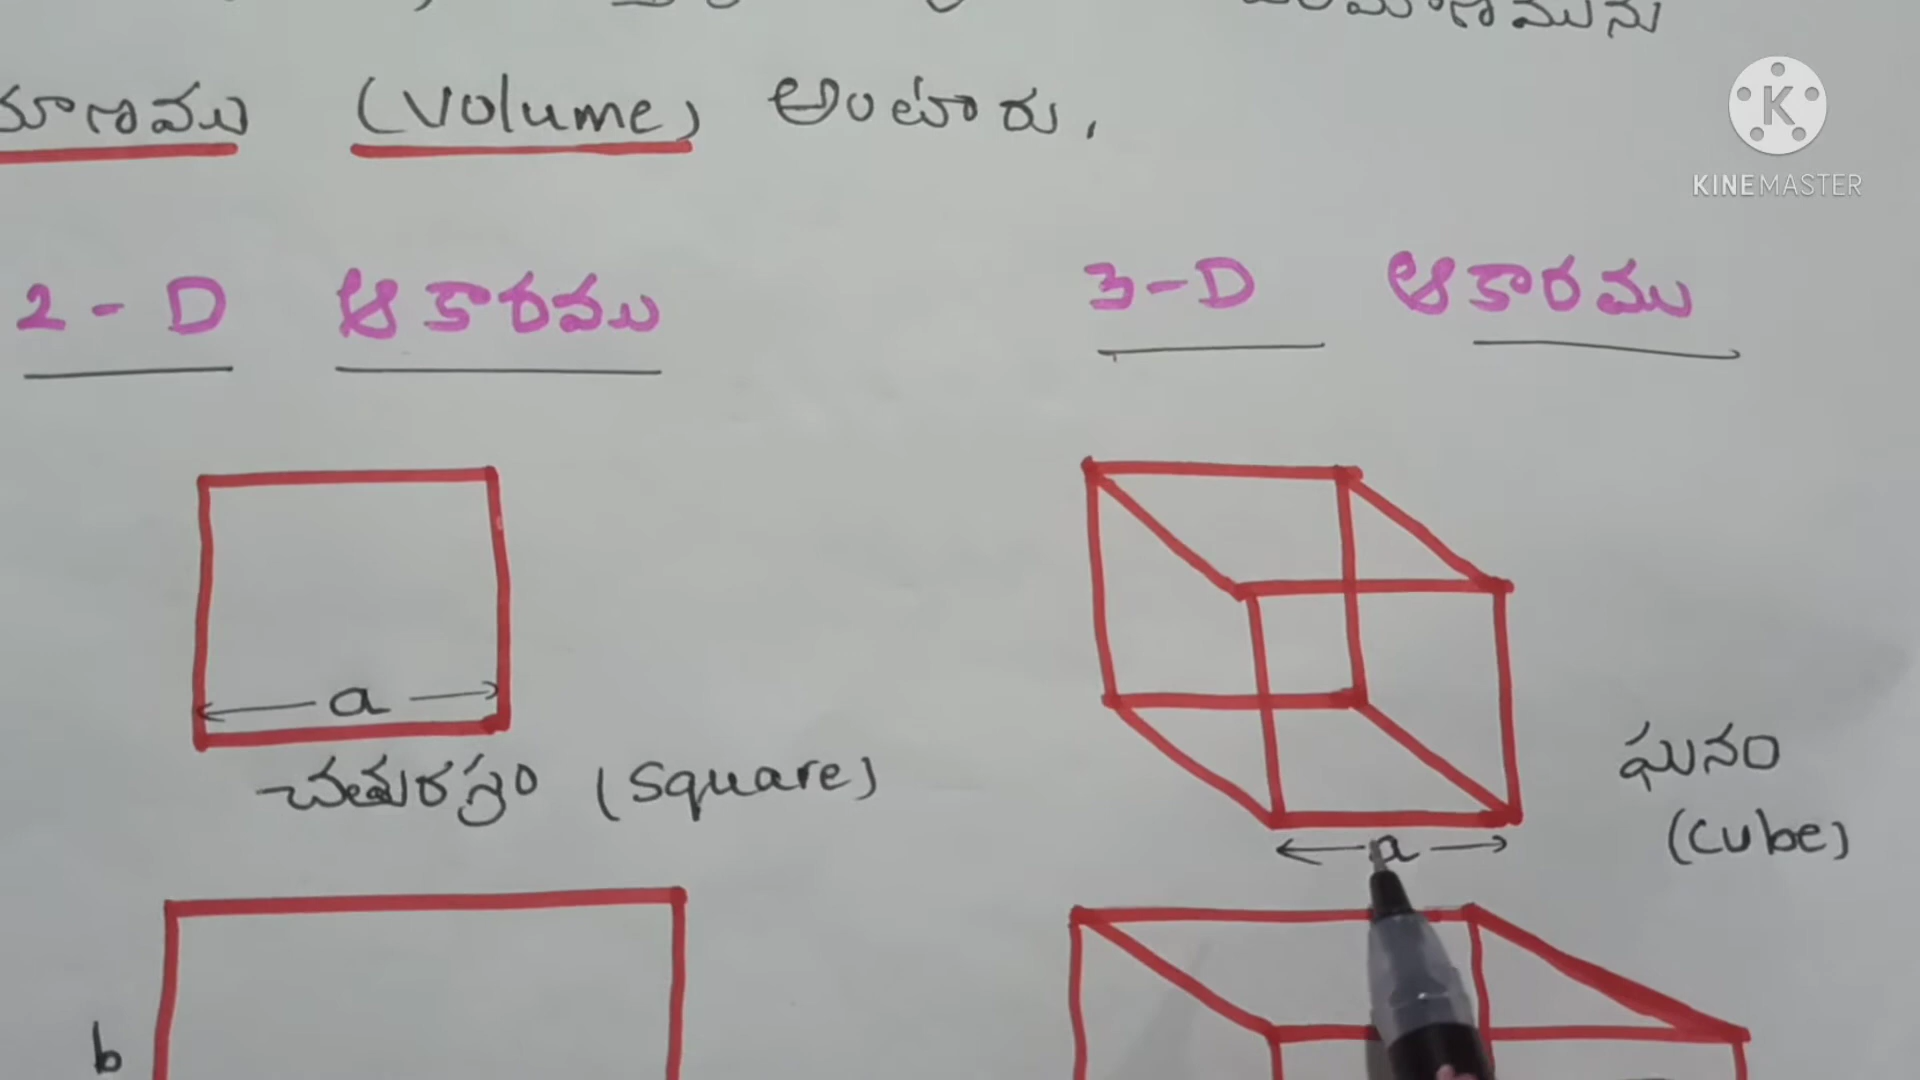 (volume) అంటారు.
KINEMASTER
2-D ఆకారము
3-D ఆకారము
a
చతురస్రం (square)
ఘనం
(cube)
a
b